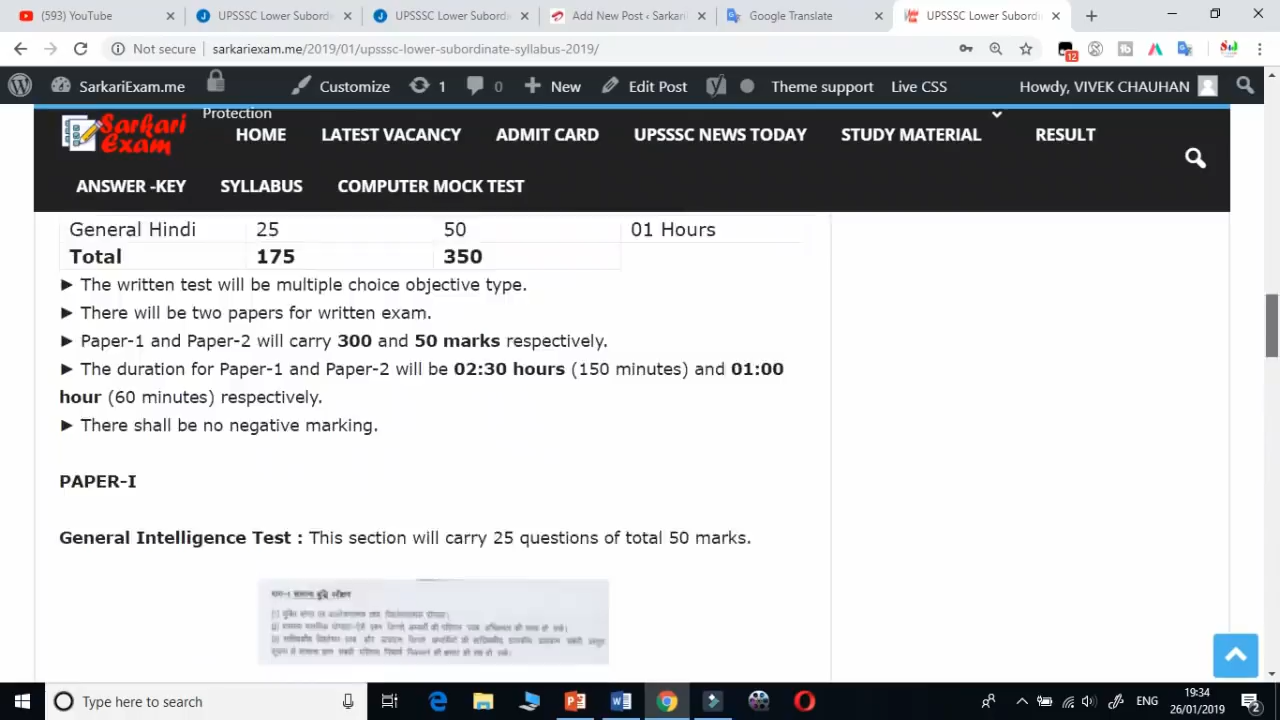 (593) YouTube
UPSSSC Lower Subordi
UPSSSC Lower Subordi
Add New Post ‹ Sarkari
Google Translate
UPSSSC Lower Subordi
Not secure sarkariexam.me/2019/01/upsssc-lower-subordinate-syllabus-2019/
12
SarkariExam.me Customize 1 0 New Edit Post Theme support Live CSS Howdy, VIVEK CHAUHAN
Protection
Sarkari Exam
HOME LATEST VACANCY ADMIT CARD UPSSSC NEWS TODAY STUDY MATERIAL RESULT
ANSWER -KEY SYLLABUS COMPUTER MOCK TEST
General Hindi 25 50 01 Hours
Total 175 350
► The written test will be multiple choice objective type.
► There will be two papers for written exam.
► Paper-1 and Paper-2 will carry 300 and 50 marks respectively.
► The duration for Paper-1 and Paper-2 will be 02:30 hours (150 minutes) and 01:00
hour (60 minutes) respectively.
► There shall be no negative marking.
PAPER-I
General Intelligence Test : This section will carry 25 questions of total 50 marks.
Type here to search
ENG
19:34
26/01/2019
2